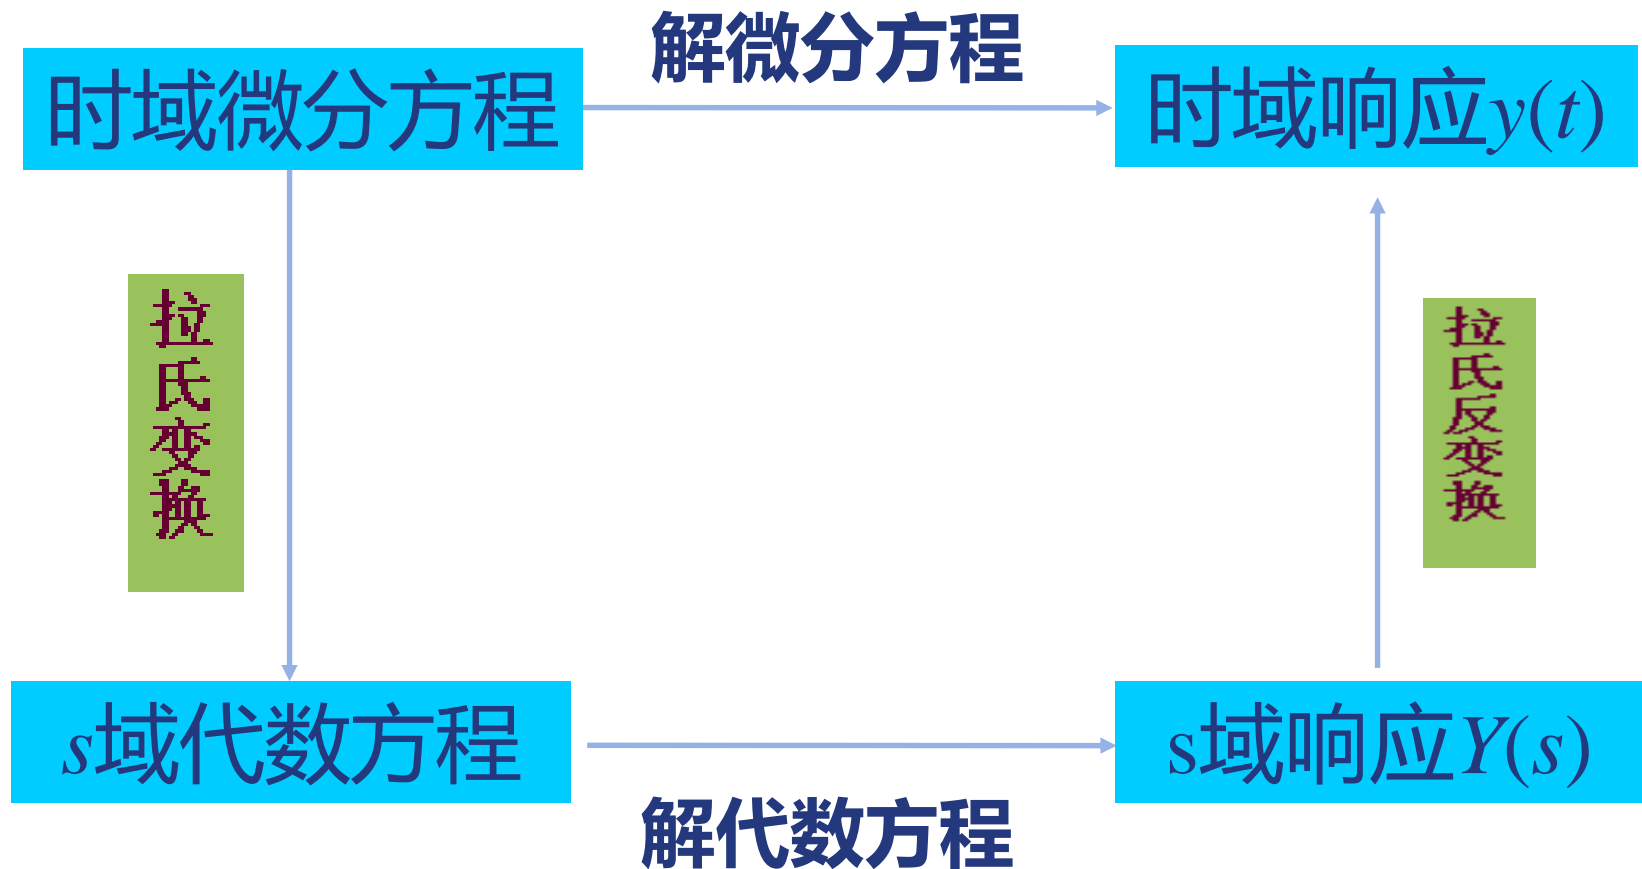 解微分方程
时域微分方程
时域响应y(t)
拉氏变换
拉氏反变换
s域代数方程
s域响应Y(s)
解代数方程